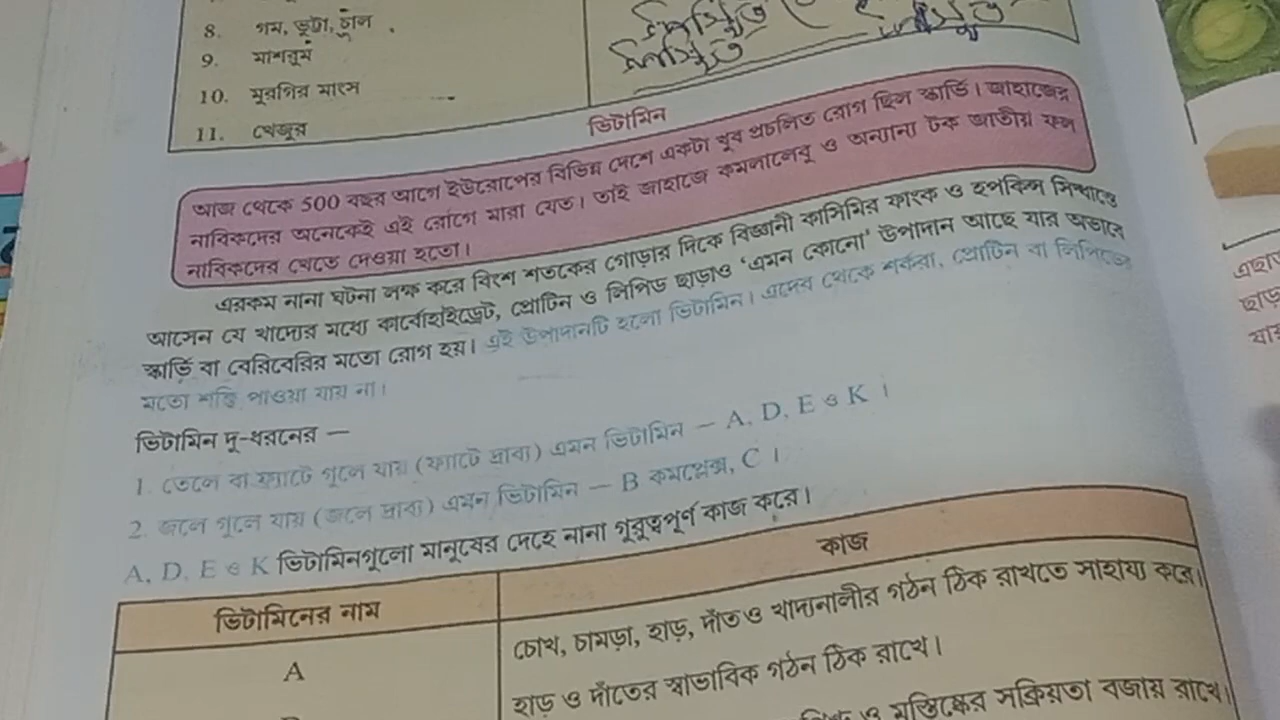 8. গম, ভুট্টা, চাল
9. মাশরুম
10. মুরগির মাংস
11. খেজুর
ভিটামিন
আজ থেকে 500 বছর আগে ইউরোপের বিভিন্ন দেশে একটা খুব প্রচলিত রোগ ছিল স্কার্ভি। জাহাজের
নাবিকদের অনেকেই এই রোগে মারা যেত। তাই জাহাজে কমলালেবু ও অন্যান্য টক জাতীয় ফল
নাবিকদের খেতে দেওয়া হতো।
এরকম নানা ঘটনা লক্ষ করে বিংশ শতকের গোড়ার দিকে বিজ্ঞানী কাসিমির ফাংক ও হপকিন্স সিদ্ধান্তে
আসেন যে খাদ্যের মধ্যে কার্বোহাইড্রেট, প্রোটিন ও লিপিড ছাড়াও ‘এমন কোনো’ উপাদান আছে যার অভাবে
স্কার্ভি বা বেরিবেরির মতো রোগ হয়। এই উপাদানটি হলো ভিটামিন। এদের থেকে শর্করা, প্রোটিন বা লিপিডের
মতো শক্তি পাওয়া যায় না।
ভিটামিন দু-ধরনের —
1. তেলে বা ফ্যাটে গুলে যায় (ফ্যাটে দ্রাব্য) এমন ভিটামিন — A, D, E ও K ।
2. জলে গুলে যায় (জলে দ্রাব্য) এমন ভিটামিন — B কমপ্লেক্স, C ।
A, D, E ও K ভিটামিনগুলো মানুষের দেহে নানা গুরুত্বপূর্ণ কাজ করে।
ভিটামিনের নাম কাজ
A চোখ, চামড়া, হাড়, দাঁত ও খাদ্যনালীর গঠন ঠিক রাখতে সাহায্য করে।
হাড় ও দাঁতের স্বাভাবিক গঠন ঠিক রাখে।
ও মস্তিষ্কের সক্রিয়তা বজায় রাখে।
এছাড়
ছাড়